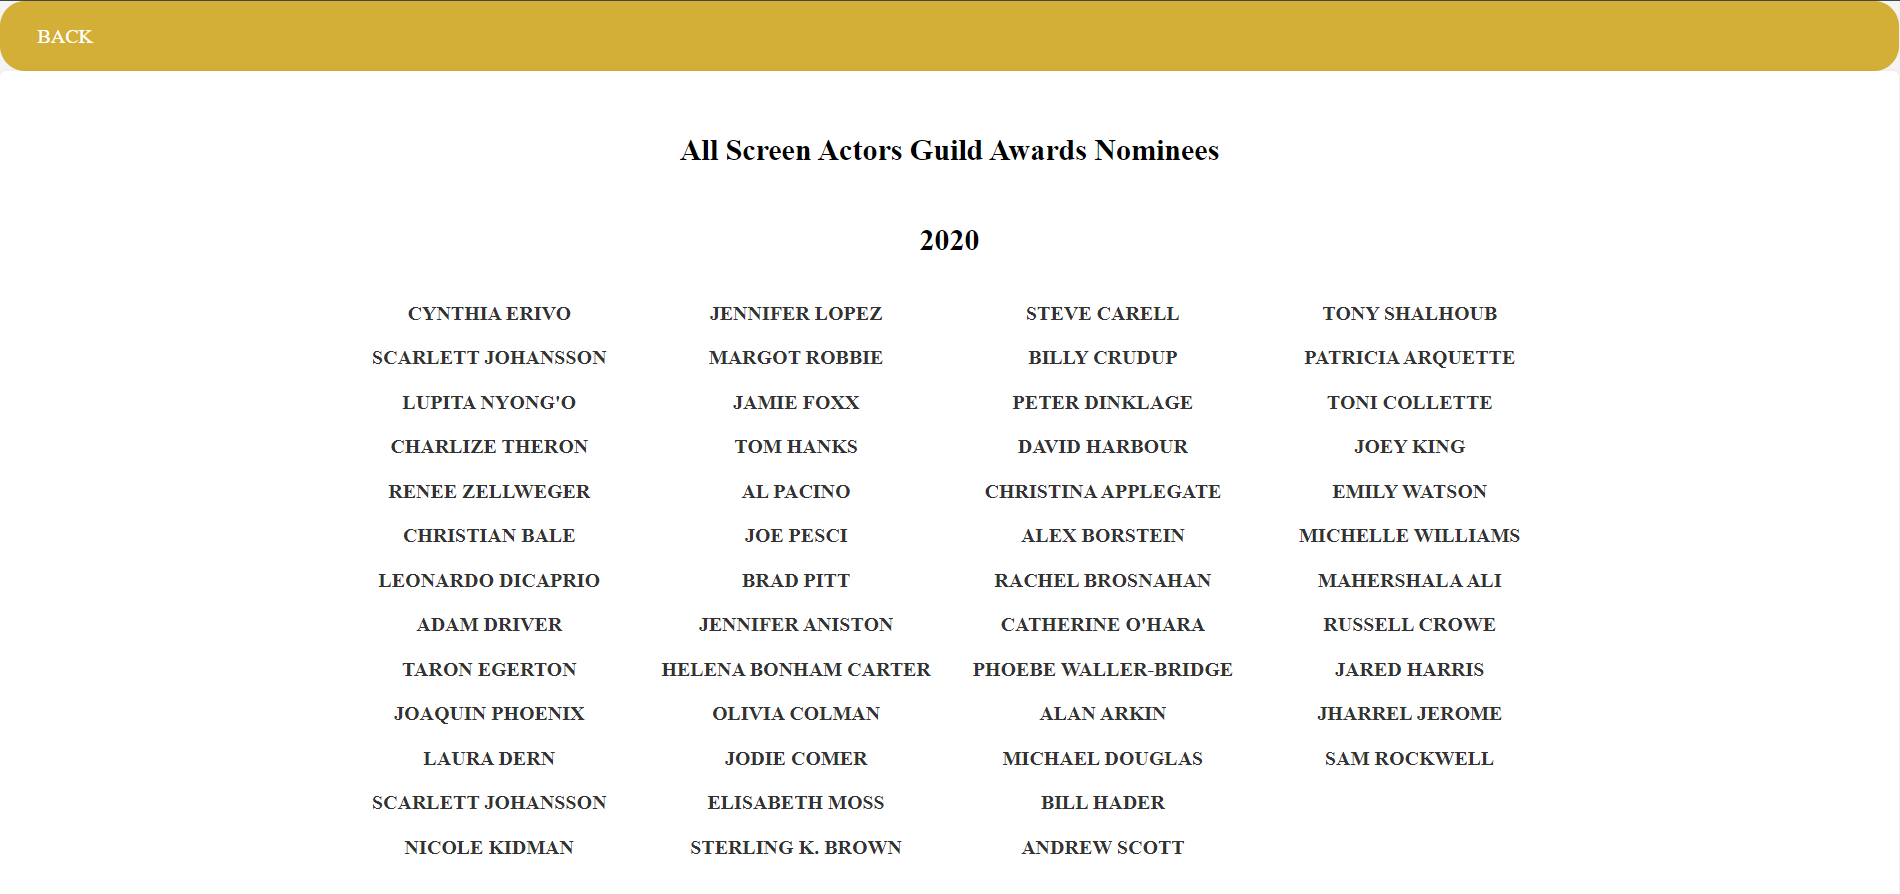 BACK
All Screen Actors Guild Awards Nominees
2020
CYNTHIA ERIVO
SCARLETT JOHANSSON
LUPITA NYONG'O
CHARLIZE THERON
RENEE ZELLWEGER
CHRISTIAN BALE
LEONARDO DICAPRIO
ADAM DRIVER
TARON EGERTON
JOAQUIN PHOENIX
LAURA DERN
SCARLETT JOHANSSON
NICOLE KIDMAN
JENNIFER LOPEZ
MARGOT ROBBIE
JAMIE FOXX
TOM HANKS
AL PACINO
JOE PESCI
BRAD PITT
JENNIFER ANISTON
HELENA BONHAM CARTER
OLIVIA COLMAN
JODIE COMER
ELISABETH MOSS
STERLING K. BROWN
STEVE CARELL
BILLY CRUDUP
PETER DINKLAGE
DAVID HARBOUR
CHRISTINA APPLEGATE
ALEX BORSTEIN
RACHEL BROSNAHAN
CATHERINE O'HARA
PHOEBE WALLER-BRIDGE
ALAN ARKIN
MICHAEL DOUGLAS
BILL HADER
ANDREW SCOTT
TONY SHALHOUB
PATRICIA ARQUETTE
TONI COLLETTE
JOEY KING
EMILY WATSON
MICHELLE WILLIAMS
MAHERSHALA ALI
RUSSELL CROWE
JARED HARRIS
JHARREL JEROME
SAM ROCKWELL